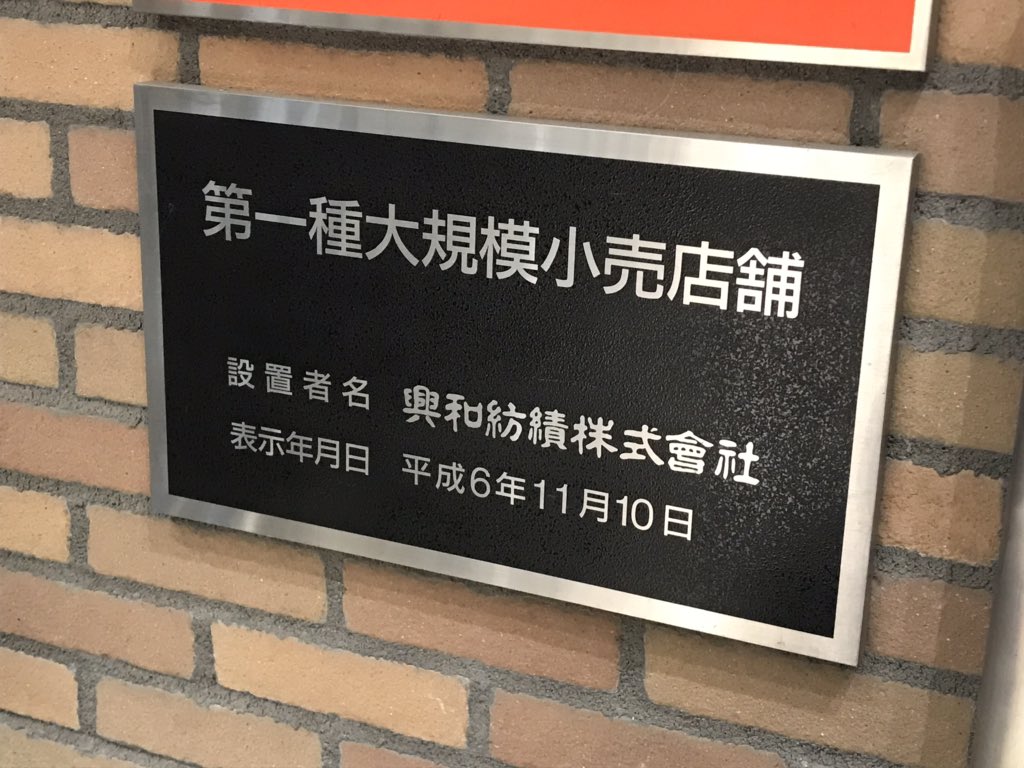 第一種大規模小売店舗
設置者名 興和紡績株式會社
表示年月日 平成6年11月10日